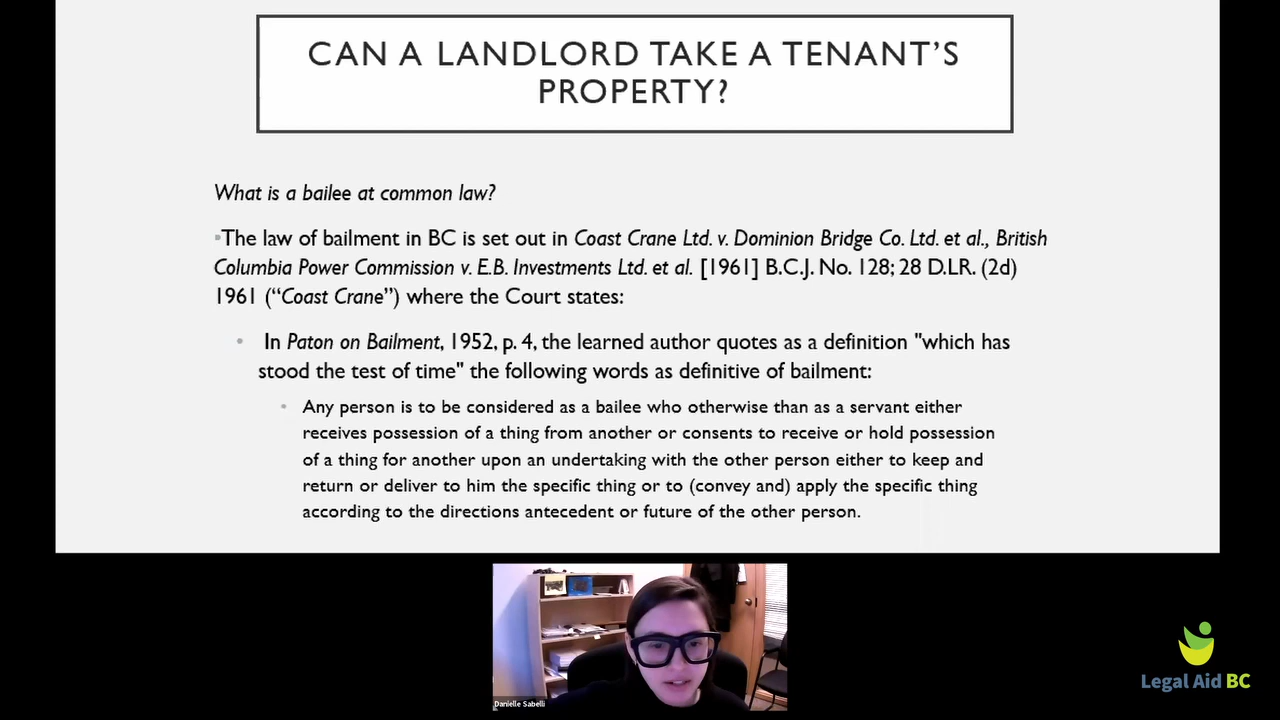 CAN A LANDLORD TAKE A TENANT'S
PROPERTY?
What is a bailee at common law?
The law of bailment in BC is set out in Coast Crane Ltd. v. Dominion Bridge Co. Ltd. et al., British
Columbia Power Commission v. E.B. Investments Ltd. et al. [1961] B.C.J. No. 128; 28 D.LR. (2d)
1961 (“Coast Crane”) where the Court states:
• In Paton on Bailment, 1952, p. 4, the learned author quotes as a definition "which has
stood the test of time" the following words as definitive of bailment:
• Any person is to be considered as a bailee who otherwise than as a servant either
receives possession of a thing from another or consents to receive or hold possession
of a thing for another upon an undertaking with the other person either to keep and
return or deliver to him the specific thing or to (convey and) apply the specific thing
according to the directions antecedent or future of the other person.
Danielle Sabelli
Legal Aid BC